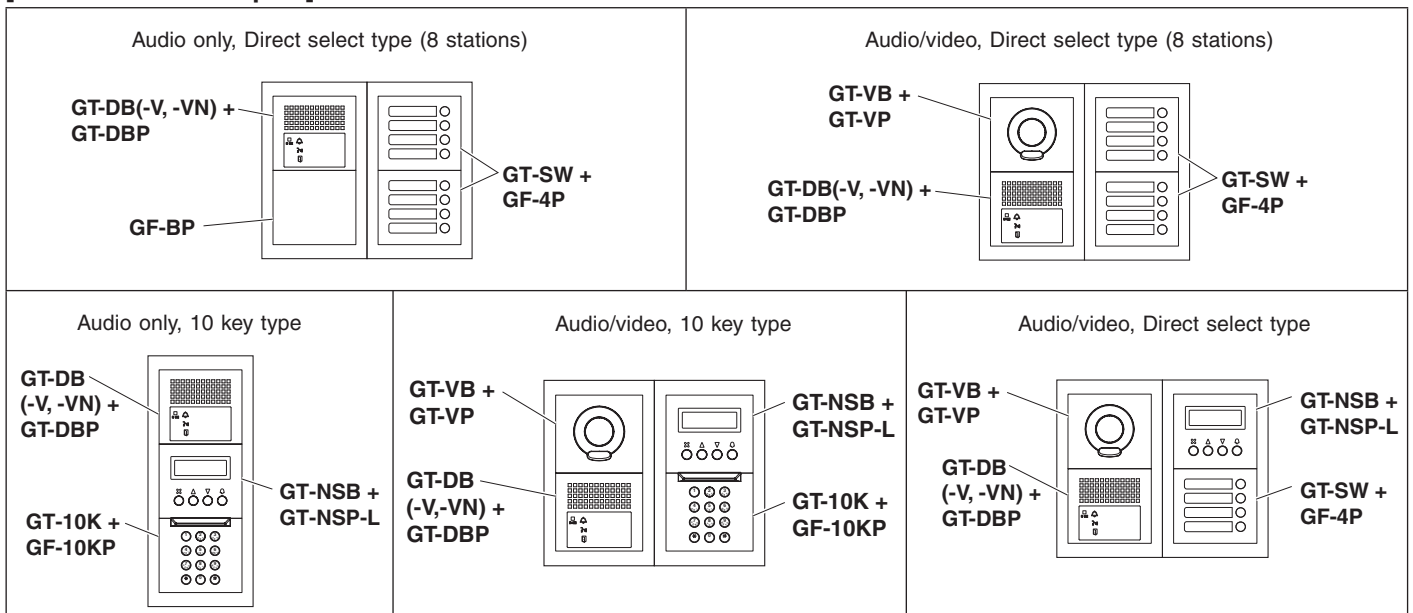 Audio only, Direct select type (8 stations)
GT-DB(-V, -VN) +
GT-DBP
GF-BP
GT-SW +
GF-4P
Audio/video, Direct select type (8 stations)
GT-VB +
GT-VP
GT-DB(-V, -VN) +
GT-DBP
GT-SW +
GF-4P
Audio only, 10 key type
GT-DB
(-V, -VN) +
GT-DBP
GT-NSB +
GT-NSP-L
GT-10K +
GF-10KP
Audio/video, 10 key type
GT-VB +
GT-VP
GT-DB
(-V,-VN) +
GT-DBP
GT-NSB +
GT-NSP-L
GT-10K +
GF-10KP
Audio/video, Direct select type
GT-VB +
GT-VP
GT-DB
(-V, -VN) +
GT-DBP
GT-NSB +
GT-NSP-L
GT-SW +
GF-4P